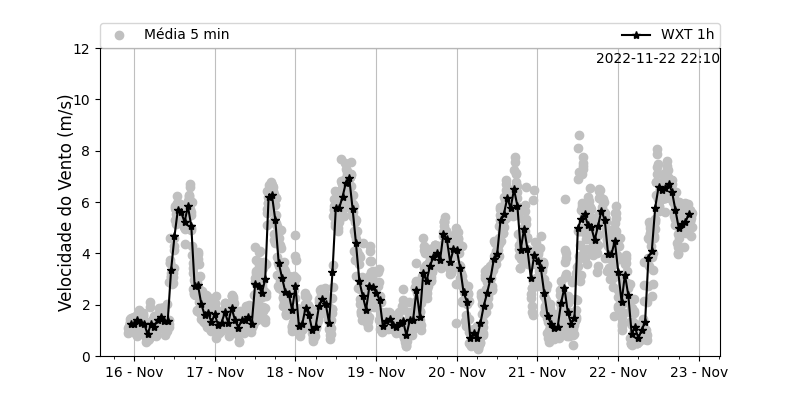 Média 5 min
WXT 1h
2022-11-22 22:10
Velocidade do Vento (m/s)
12
10
8
6
4
2
0
16 - Nov
17 - Nov
18 - Nov
19 - Nov
20 - Nov
21 - Nov
22 - Nov
23 - Nov